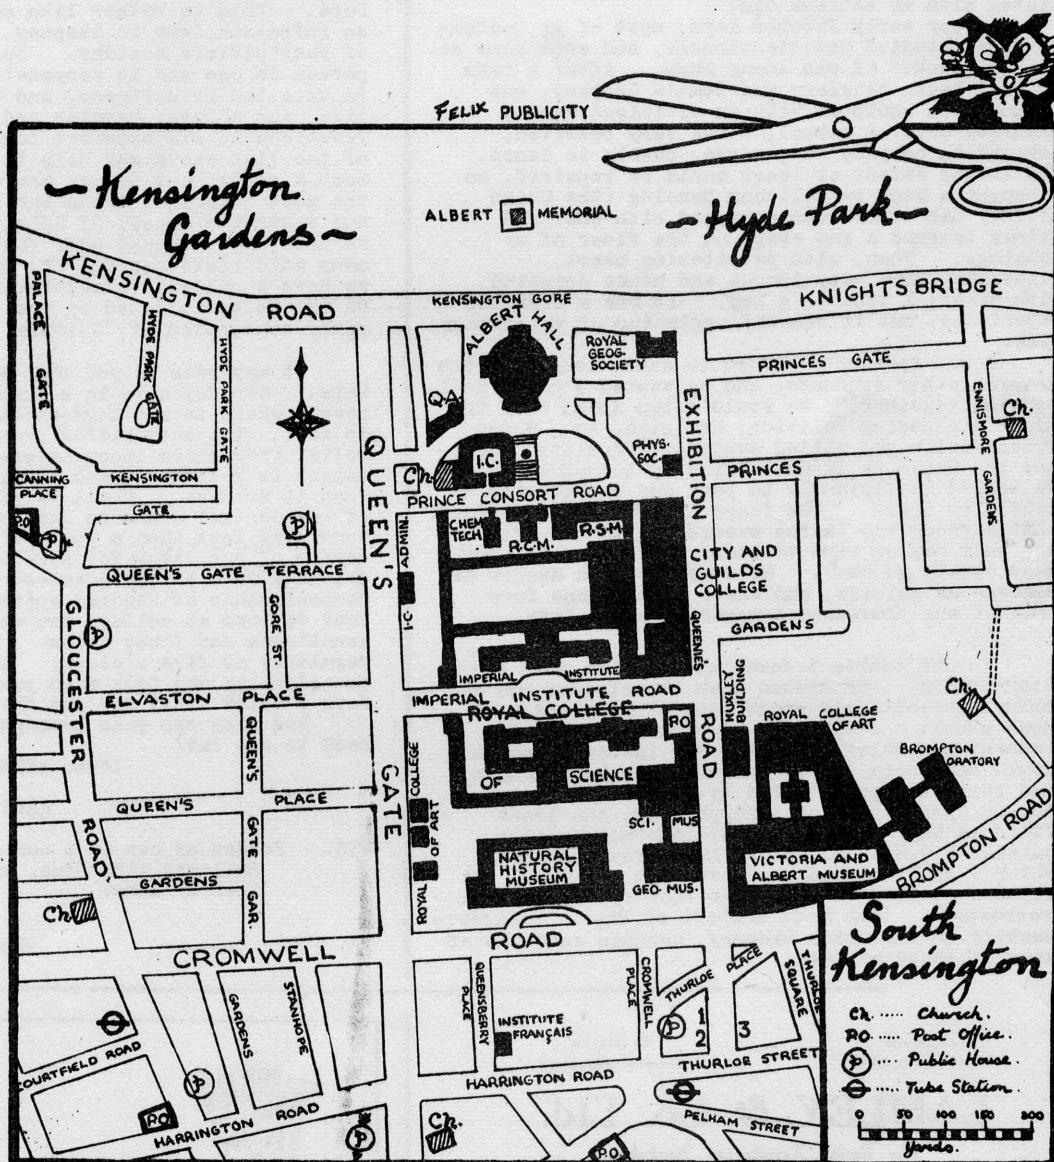 FELIX PUBLICITY
Kensington
Gardens
ALBERT MEMORIAL
Hyde Park
KENSINGTON ROAD
KENSINGTON GORE
KNIGHTSBRIDGE
PALACE GATE
HYDE PARK GATE
HYDE PARK GATE
ALBERT HALL
ROYAL
GEOG-
SOCIETY
PRINCES GATE
Q.A.
EXHIBITION
ENNISMORE GARDENS
Ch.
CANNING
PLACE
KENSINGTON
GATE
QUEEN'S
Ch.
I.C.
PHYS.
SOC.
PRINCES
PRINCE CONSORT ROAD
P.O
P
P
I.C. ADMIN.
CHEM
TECH
R.C.M.
R.S.M
CITY AND
GUILDS
COLLEGE
QUEEN'S GATE TERRACE
GLOUCESTER
A
GORE ST.
QUEENIE'S
GARDENS
IMPERIAL INSTITUTE
ELVASTON PLACE
IMPERIAL INSTITUTE ROAD
ROYAL COLLEGE
PO
ROAD
HUXLEY
BUILDING
ROYAL COLLEGE
OF ART
Ch.
BROMPTON
ORATORY
OF
SCIENCE
QUEEN'S
GATE
GAR.
GATE
ROYAL COLLEGE OF ART
QUEEN'S PLACE
SCI. MUS
ROAD
NATURAL
HISTORY
MUSEUM
GEO. MUS.
VICTORIA AND
ALBERT MUSEUM
BROMPTON ROAD
GARDENS
Ch.
CROMWELL
ROAD
GARDENS
STANHOPE
QUEENSBERRY
PLACE
INSTITUTE
FRANÇAIS
CROMWELL
PLACE
THURLOE PLACE
THURLOE
SQUARE
P
1
2
3
COURTFIELD ROAD
P
HARRINGTON ROAD
THURLOE STREET
PO
HARRINGTON ROAD
P
Ch.
PELHAM STREET
P.O
South
Kensington
Ch. ..... Church.
P.O. ..... Post Office.
P .... Public House.
.... Tube Station.
0 50 100 150 200
Yards.